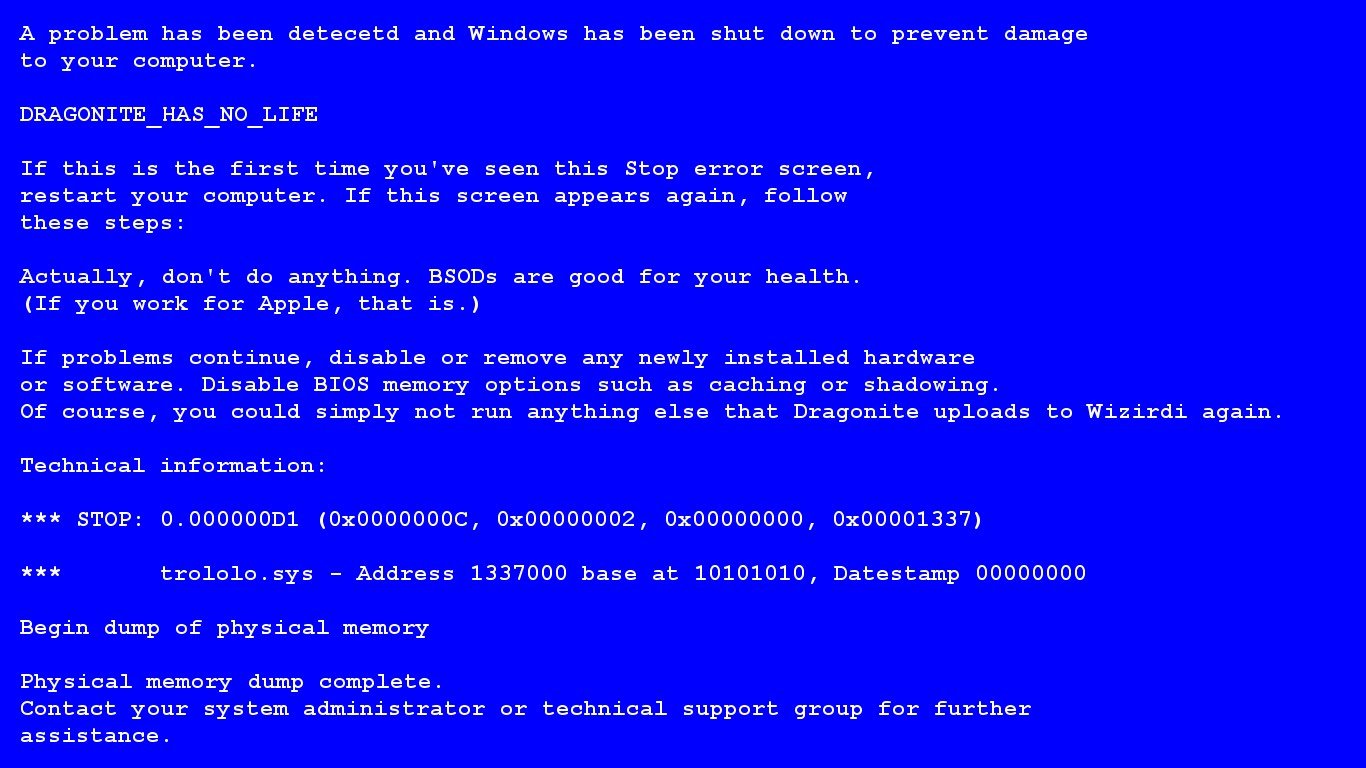 A problem has been detecetd and Windows has been shut down to prevent damage
to your computer.
DRAGONITE_HAS_NO_LIFE
If this is the first time you've seen this Stop error screen,
restart your computer. If this screen appears again, follow
these steps:
Actually, don't do anything. BSODs are good for your health.
(If you work for Apple, that is.)
If problems continue, disable or remove any newly installed hardware
or software. Disable BIOS memory options such as caching or shadowing.
Of course, you could simply not run anything else that Dragonite uploads to Wizirdi again.
Technical information:
*** STOP: 0.000000D1 (0x0000000C, 0x00000002, 0x00000000, 0x00001337)
*** trololo.sys - Address 1337000 base at 10101010, Datestamp 00000000
Begin dump of physical memory
Physical memory dump complete.
Contact your system administrator or technical support group for further
assistance.